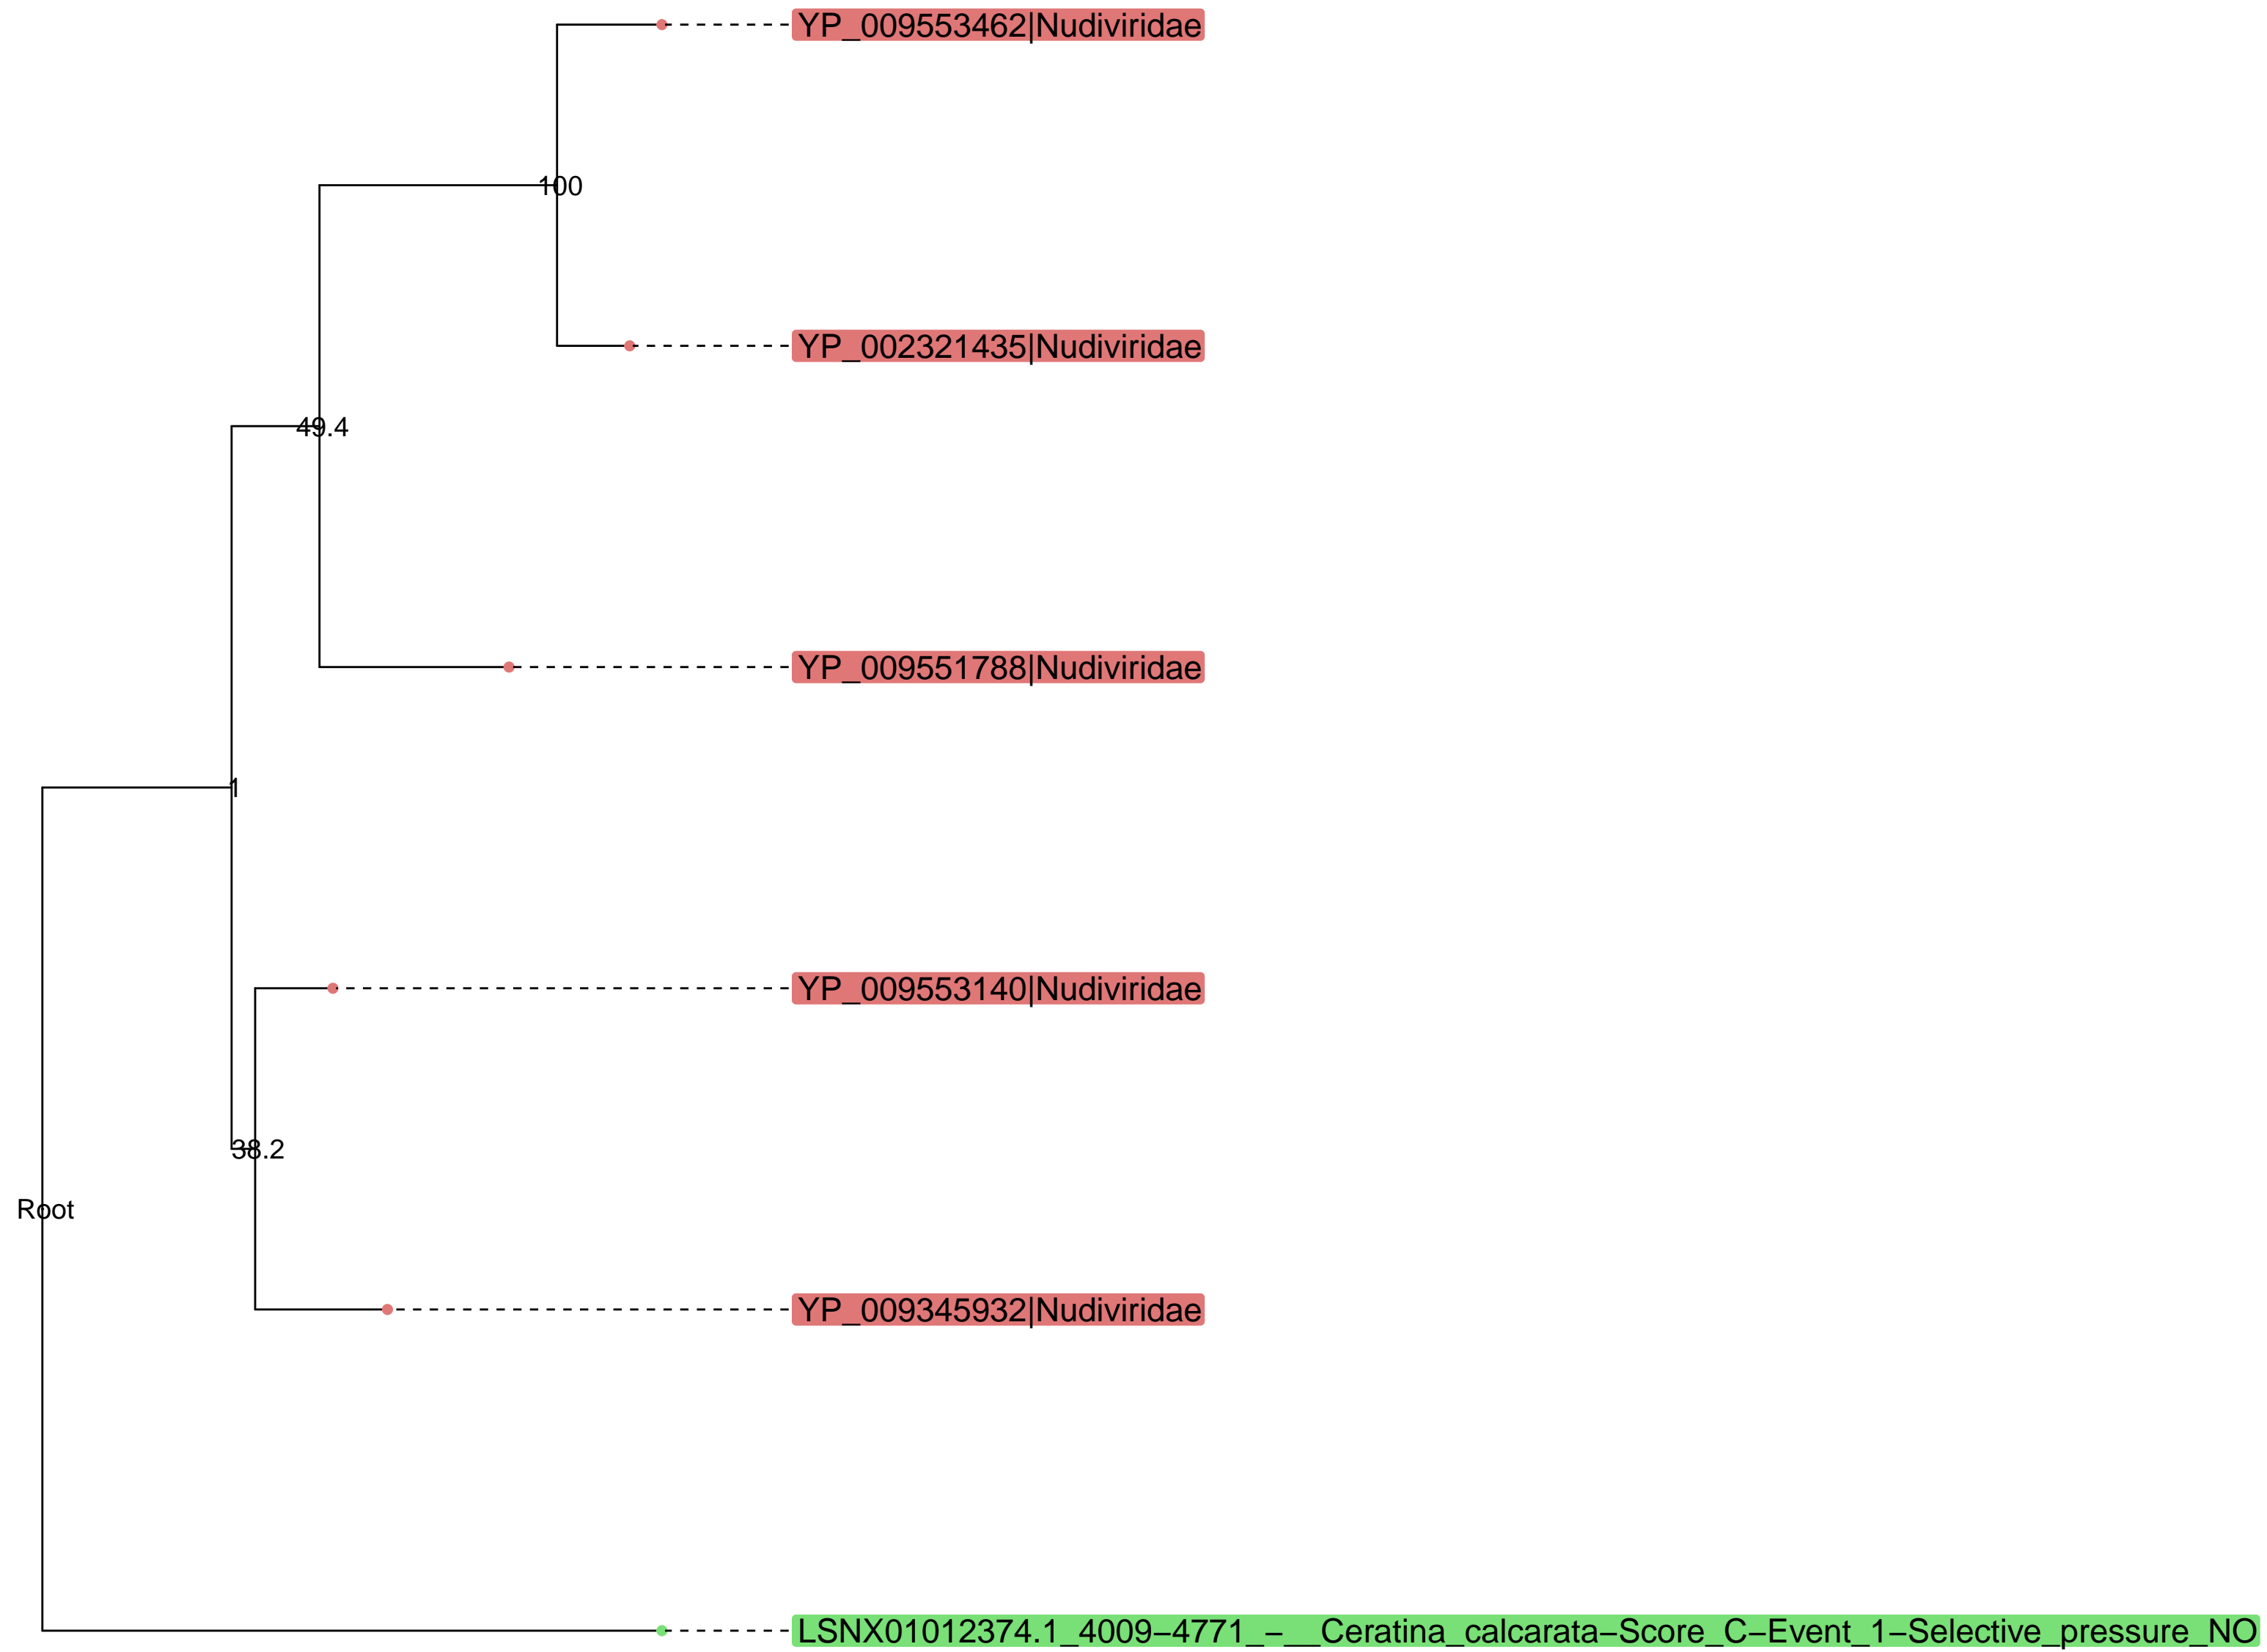 YP_009553462|Nudiviridae
100
YP_002321435|Nudiviridae
49.4
YP_009551788|Nudiviridae
1
YP_009553140|Nudiviridae
38.2
Root
YP_009345932|Nudiviridae
LSNX01012374.1_4009−4771_−__Ceratina_calcarata−Score_C−Event_1−Selective_pressure_NO